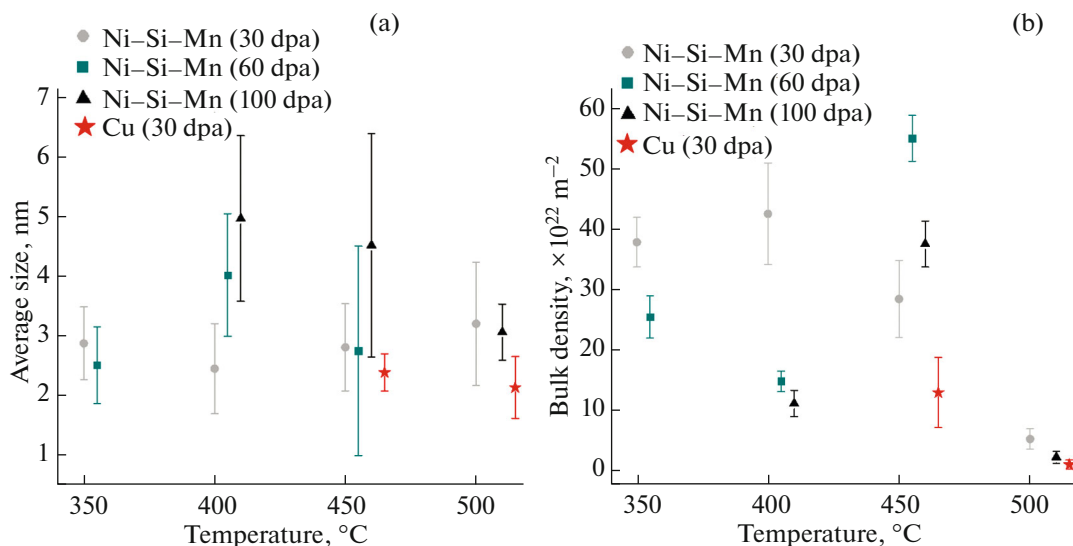 (a)
Ni–Si–Mn (30 dpa)
Ni–Si–Mn (60 dpa)
Ni–Si–Mn (100 dpa)
Cu (30 dpa)
7
6
5
4
3
2
1
Average size, nm
350 400 450 500
Temperature, °C
(b)
Ni–Si–Mn (30 dpa)
Ni–Si–Mn (60 dpa)
Ni–Si–Mn (100 dpa)
Cu (30 dpa)
60
50
40
30
20
10
0
Bulk density, ×10²² m⁻²
350 400 450 500
Temperature, °C